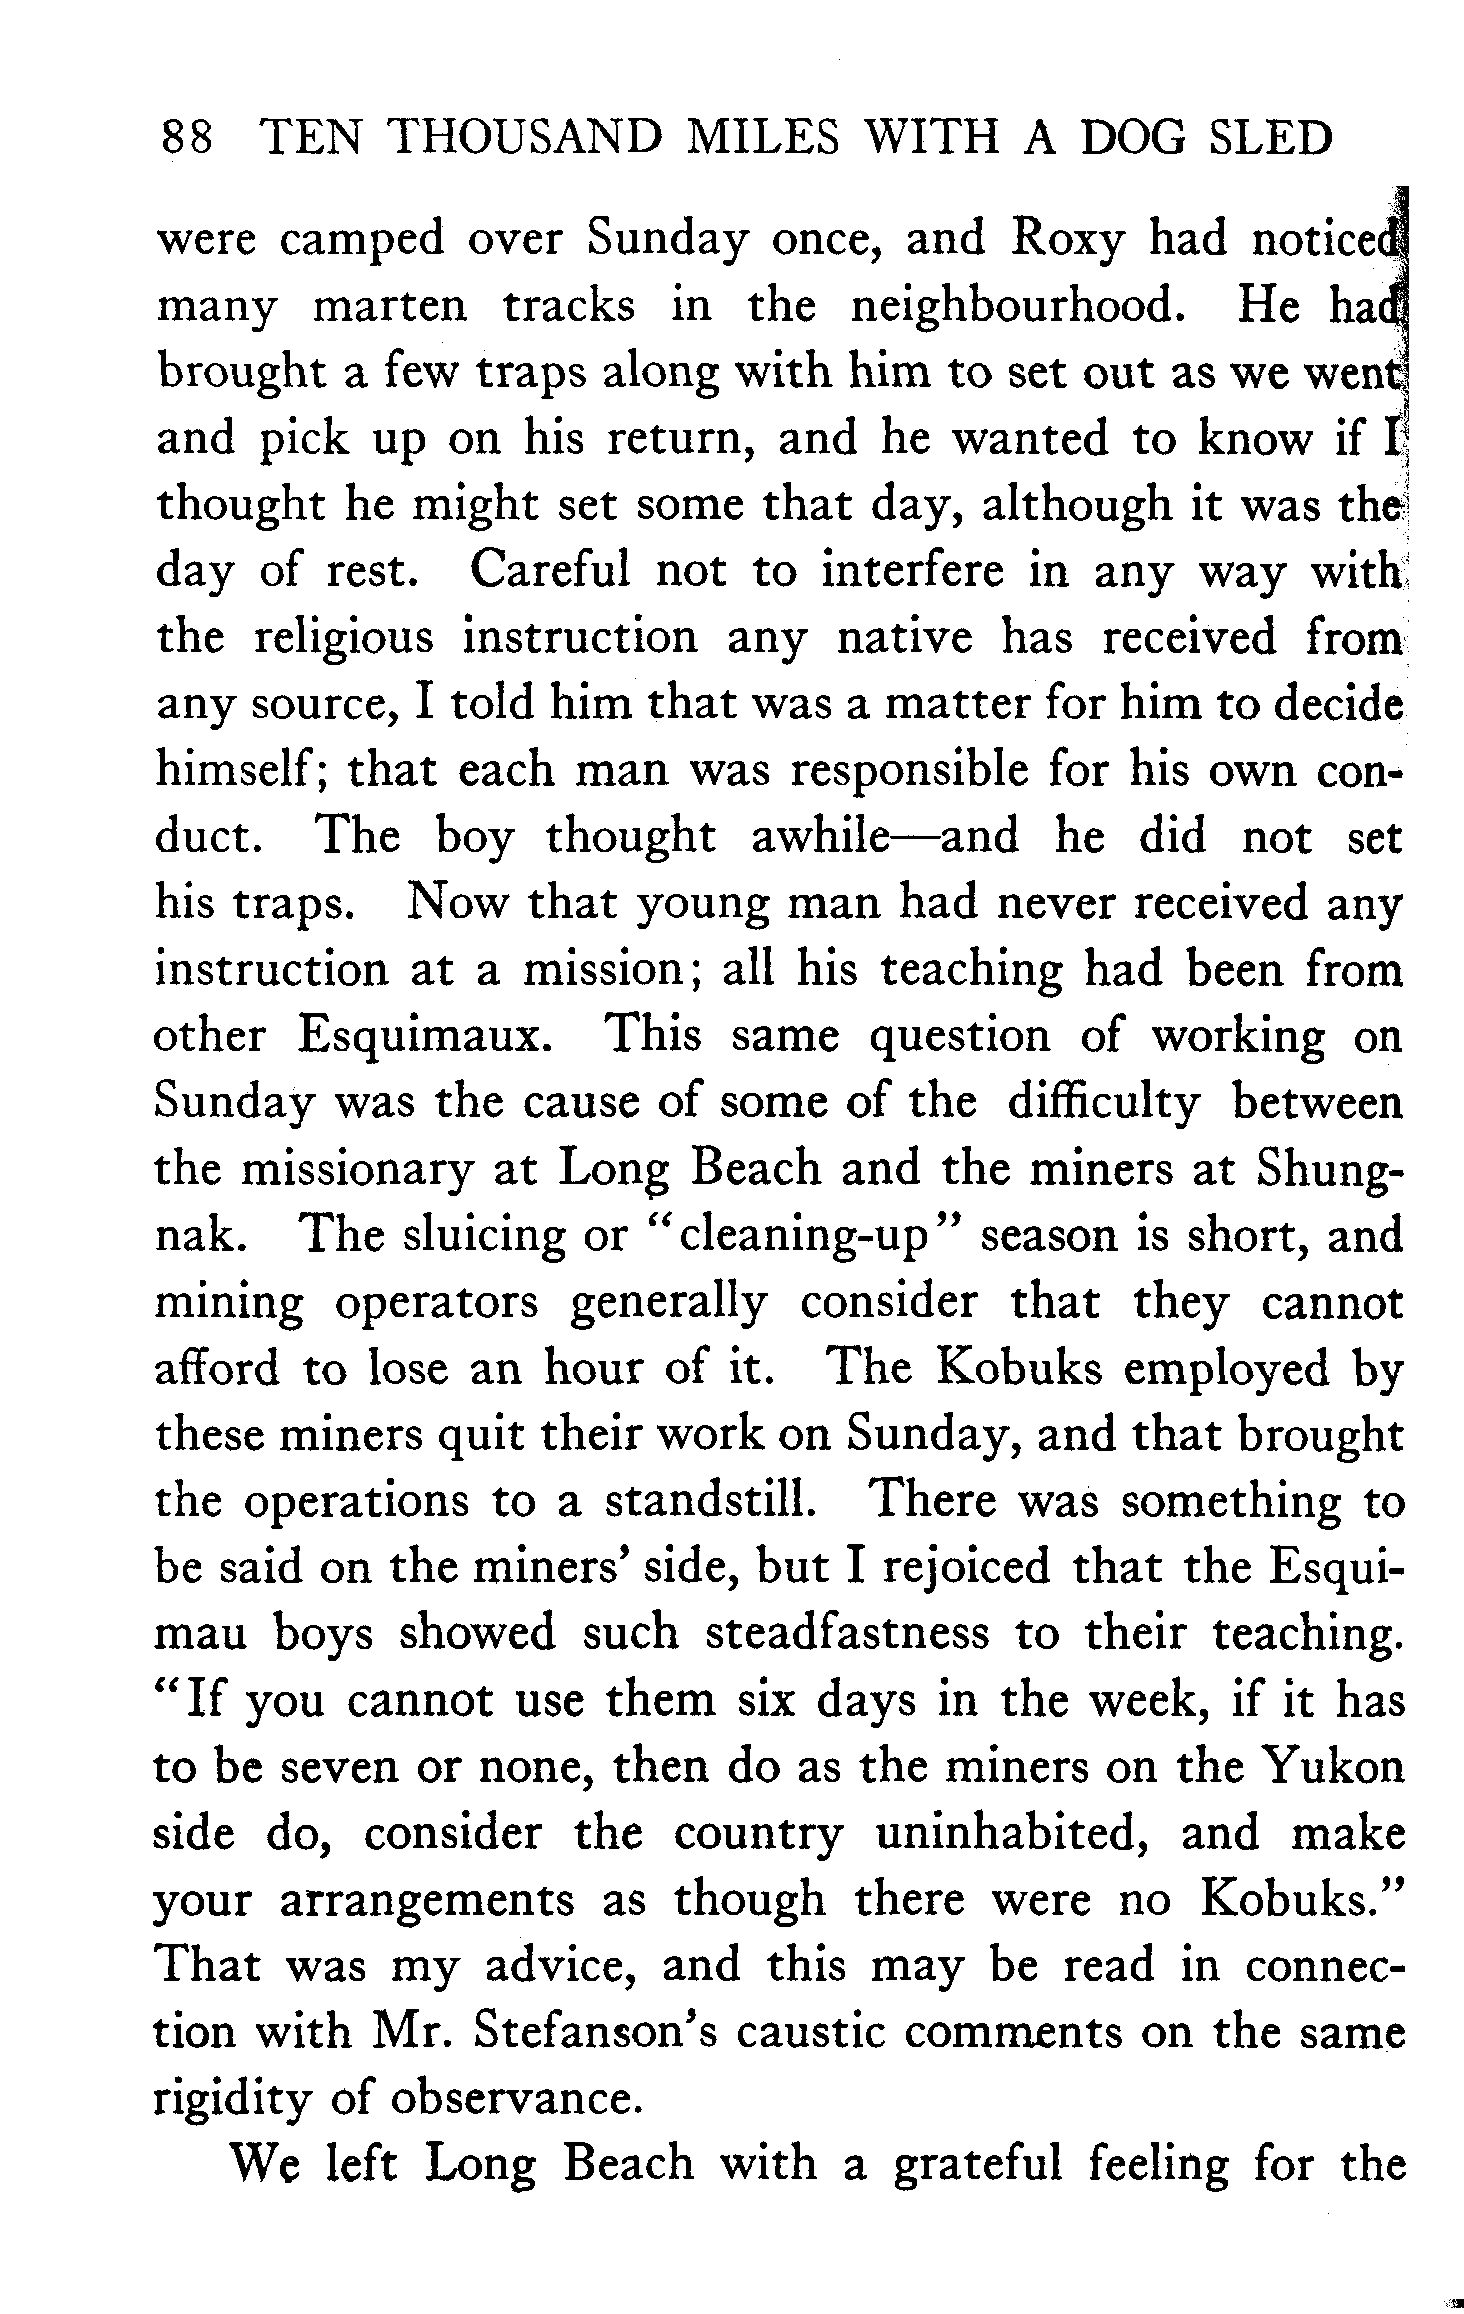 88 TEN THOUSAND MILES WITH A DOG SLED
were camped over Sunday once, and Roxy had noticed
many marten tracks in the neighbourhood. He had
brought a few traps along with him to set out as we went
and pick up on his return, and he wanted to know if I
thought he might set some that day, although it was the
day of rest. Careful not to interfere in any way with
the religious instruction any native has received from
any source, I told him that was a matter for him to decide
himself; that each man was responsible for his own con-
duct. The boy thought awhile—and he did not set
his traps. Now that young man had never received any
instruction at a mission; all his teaching had been from
other Esquimaux. This same question of working on
Sunday was the cause of some of the difficulty between
the missionary at Long Beach and the miners at Shung-
nak. The sluicing or "cleaning-up" season is short, and
mining operators generally consider that they cannot
afford to lose an hour of it. The Kobuks employed by
these miners quit their work on Sunday, and that brought
the operations to a standstill. There was something to
be said on the miners' side, but I rejoiced that the Esqui-
mau boys showed such steadfastness to their teaching.
"If you cannot use them six days in the week, if it has
to be seven or none, then do as the miners on the Yukon
side do, consider the country uninhabited, and make
your arrangements as though there were no Kobuks."
That was my advice, and this may be read in connec-
tion with Mr. Stefanson's caustic comments on the same
rigidity of observance.
We left Long Beach with a grateful feeling for the